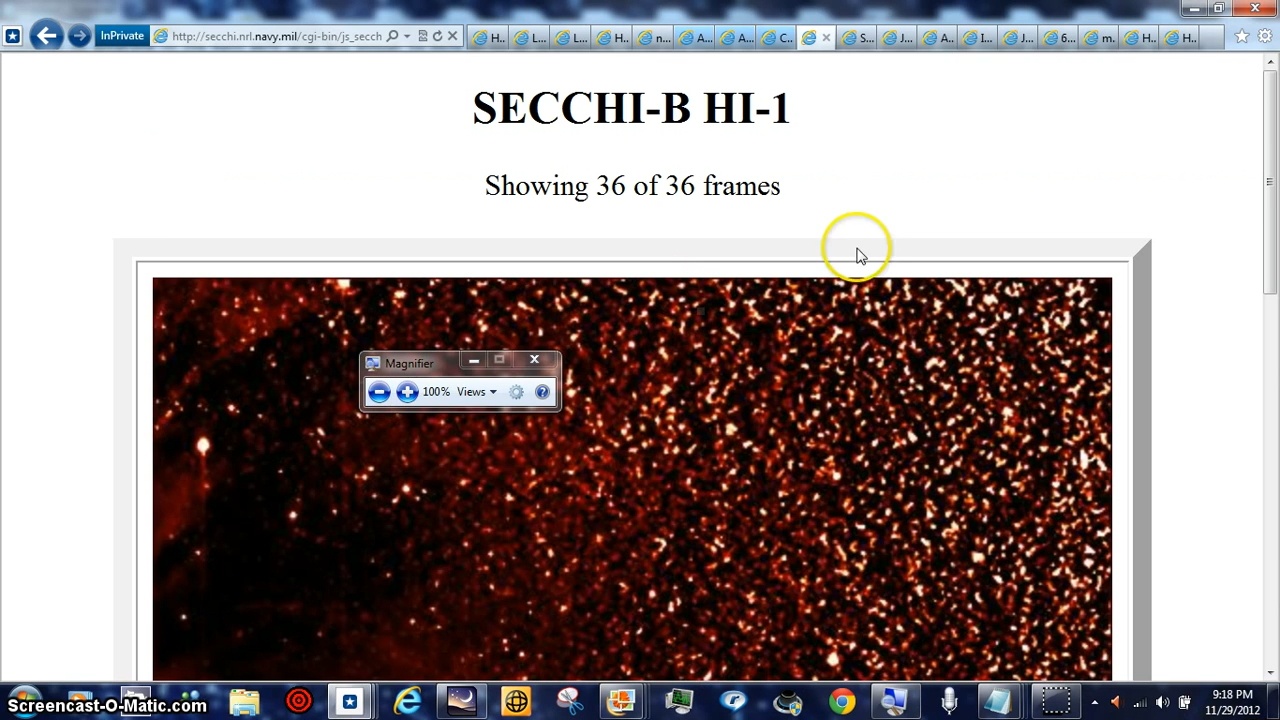 InPrivate
http://secchi.nrl.navy.mil/cgi-bin/js_secch
H.. L... L... H.. n... A... A... C.. S... J... A.. I... J... 6... m.. H.. H..
SECCHI-B HI-1
Showing 36 of 36 frames
Magnifier
100% Views
9:18 PM
11/29/2012
Screencast-O-Matic.com